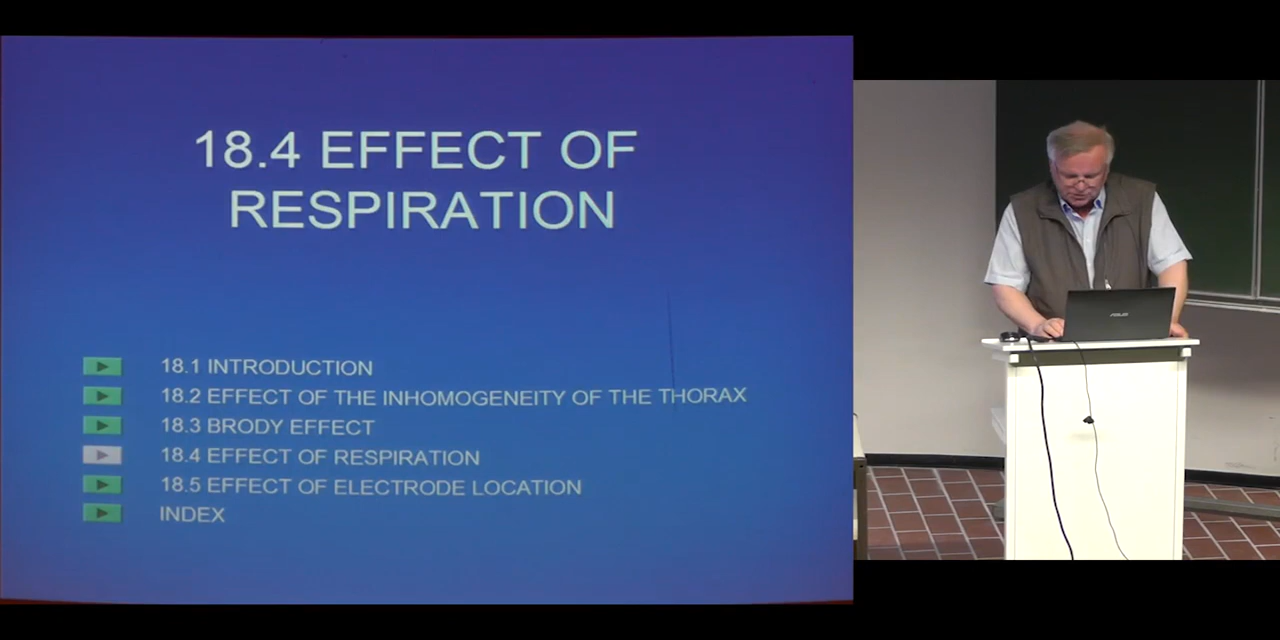 18.4 EFFECT OF
RESPIRATION
18.1 INTRODUCTION
18.2 EFFECT OF THE INHOMOGENEITY OF THE THORAX
18.3 BRODY EFFECT
18.4 EFFECT OF RESPIRATION
18.5 EFFECT OF ELECTRODE LOCATION
INDEX
ASUS